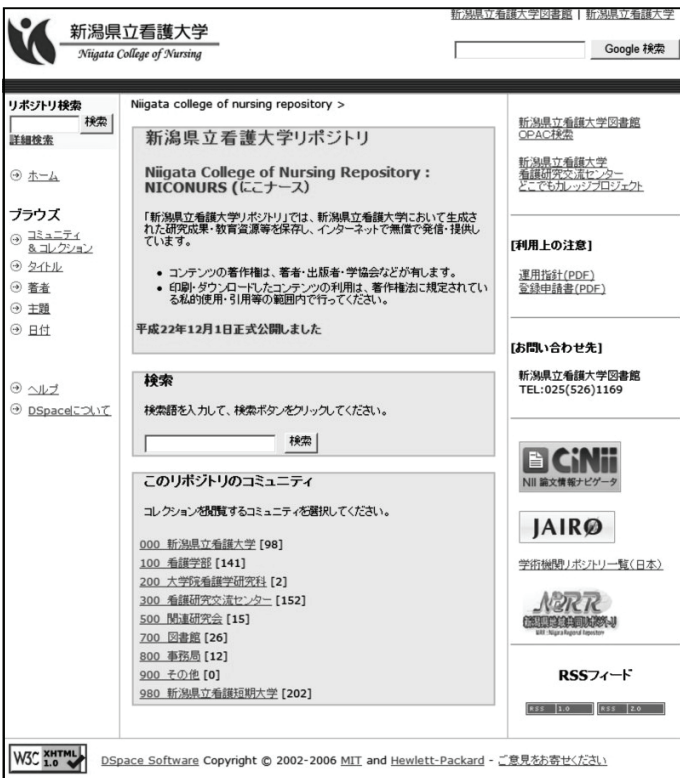 新潟県立看護大学図書館 | 新潟県立看護大学
新潟県立看護大学
Niigata College of Nursing
Google 検索
リポジトリ検索
検索
詳細検索
ホーム
ブラウズ
コミュニティ
& コレクション
タイトル
著者
主題
日付
ヘルプ
DSpaceについて
Niigata college of nursing repository >
新潟県立看護大学リポジトリ
Niigata College of Nursing Repository :
NICONURS (にこナース)
「新潟県立看護大学リポジトリ」では、新潟県立看護大学において生成さ
れた研究成果・教育資源等を保存し、インターネットで無償で発信・提供し
ています。
• コンテンツの著作権は、著者・出版者・学協会などが有します。
• 印刷・ダウンロードしたコンテンツの利用は、著作権法に規定されてい
る私的使用・引用等の範囲内で行ってください。
平成22年12月1日正式公開しました
検索
検索語を入力して、検索ボタンをクリックしてください。
検索
このリポジトリのコミュニティ
コレクションを閲覧するコミュニティを選択してください。
000 新潟県立看護大学 [98]
100 看護学部 [141]
200 大学院看護学研究科 [2]
300 看護研究交流センター [152]
500 関連研究会 [15]
700 図書館 [26]
800 事務局 [12]
900 その他 [0]
980 新潟県立看護短期大学 [202]
新潟県立看護大学図書館
OPAC検索
新潟県立看護大学
看護研究交流センター
どこでもカレッジプロジェクト
[利用上の注意]
運用指針(PDF)
登録申請書(PDF)
[お問い合わせ先]
新潟県立看護大学図書館
TEL:025(526)1169
CiNii
NII 論文情報ナビゲータ
JAIRO
学術機関リポジトリ一覧(日本)
NiRR
新潟県地域共同リポジトリ
NiRR : Niigata Regional Repository
RSSフィード
RSS 1.0 RSS 2.0
W3C XHTML 1.0
DSpace Software Copyright © 2002-2006 MIT and Hewlett-Packard - ご意見をお寄せください